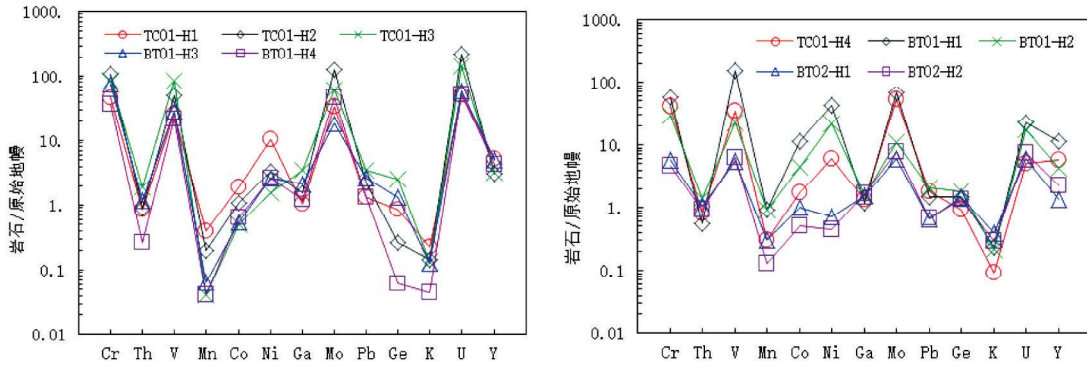 1000.
100.
10
1.0
0.1
0.01
岩石/原始地幔
TC01-H1 TC01-H2 TC01-H3
BT01-H3 BT01-H4
Cr Th V Mn Co Ni Ga Mo Pb Ge K U Y
1000.
100.
10.
1.0
0.1
0.01
岩石/原始地幔
TC01-H4 BT01-H1 BT01-H2
BT02-H1 BT02-H2
Cr Th V Mn Co Ni Ga Mo Pb Ge K U Y